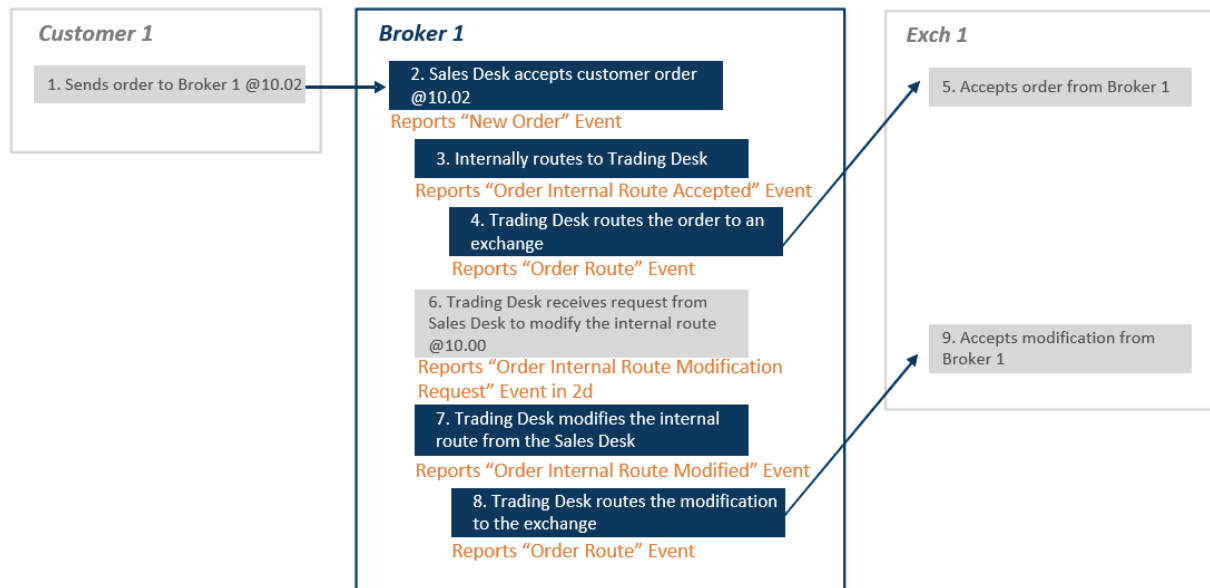 Customer 1
1. Sends order to Broker 1 @10.02
Broker 1
2. Sales Desk accepts customer order
@10.02
Reports “New Order” Event
3. Internally routes to Trading Desk
Reports “Order Internal Route Accepted” Event
4. Trading Desk routes the order to an
exchange
Reports “Order Route” Event
6. Trading Desk receives request from
Sales Desk to modify the internal route
@10.00
Reports “Order Internal Route Modification
Request” Event in 2d
7. Trading Desk modifies the internal
route from the Sales Desk
Reports “Order Internal Route Modified” Event
8. Trading Desk routes the modification
to the exchange
Reports “Order Route” Event
Exch 1
5. Accepts order from Broker 1
9. Accepts modification from
Broker 1